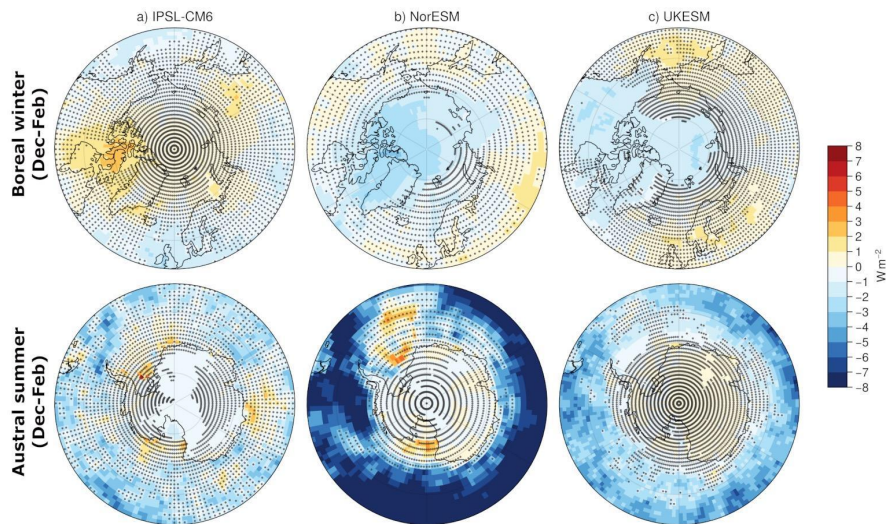 a) IPSL-CM6
b) NorESM
c) UKESM
Boreal winter
(Dec-Feb)
Austral summer
(Dec-Feb)
8
7
6
5
4
3
2
1
0
−1
−2
−3
−4
−5
−6
−7
−8
W m⁻²